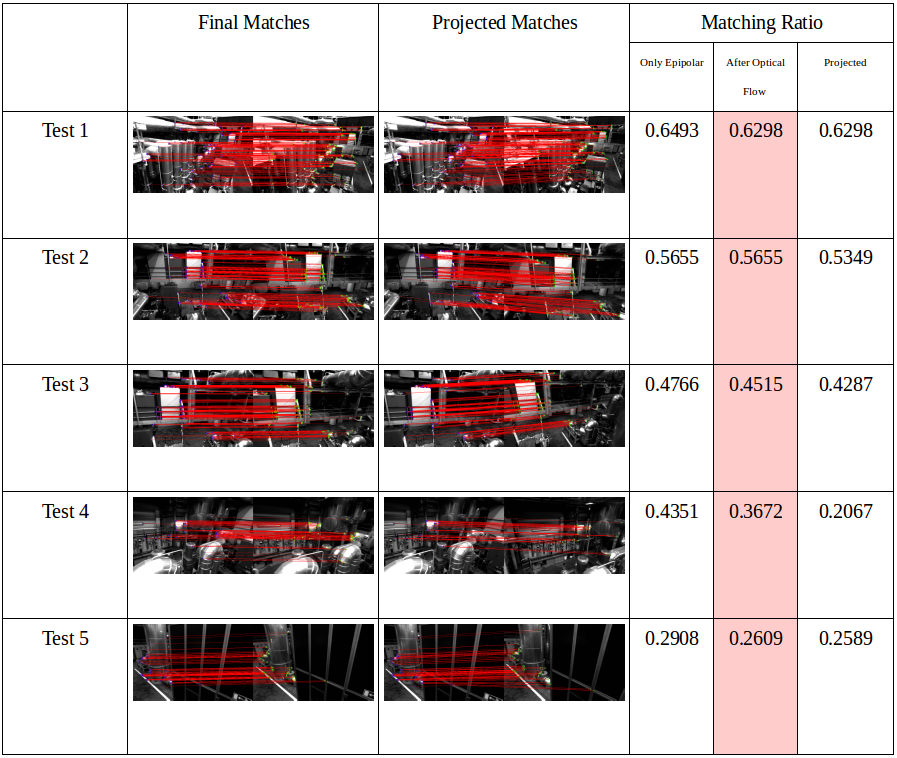 Final Matches Projected Matches Matching Ratio
Only Epipolar After Optical Projected
Flow
Test 1 0.6493 0.6298 0.6298
Test 2 0.5655 0.5655 0.5349
Test 3 0.4766 0.4515 0.4287
Test 4 0.4351 0.3672 0.2067
Test 5 0.2908 0.2609 0.2589